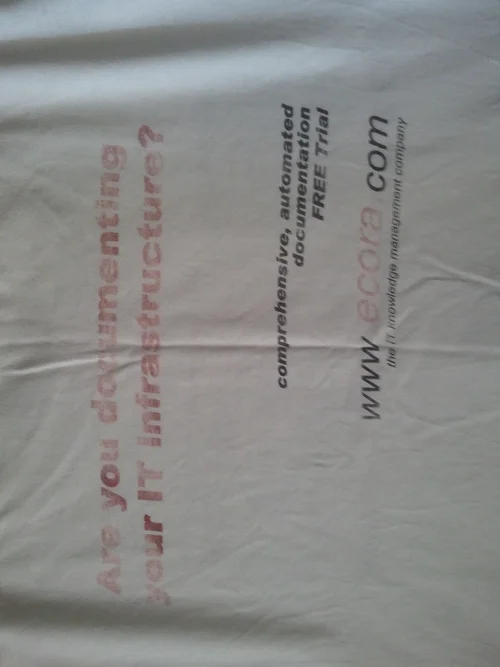 Are you documenting
your IT infrastructure?
comprehensive, automated
documentation
FREE Trial
www.ecora.com
the IT knowledge management company